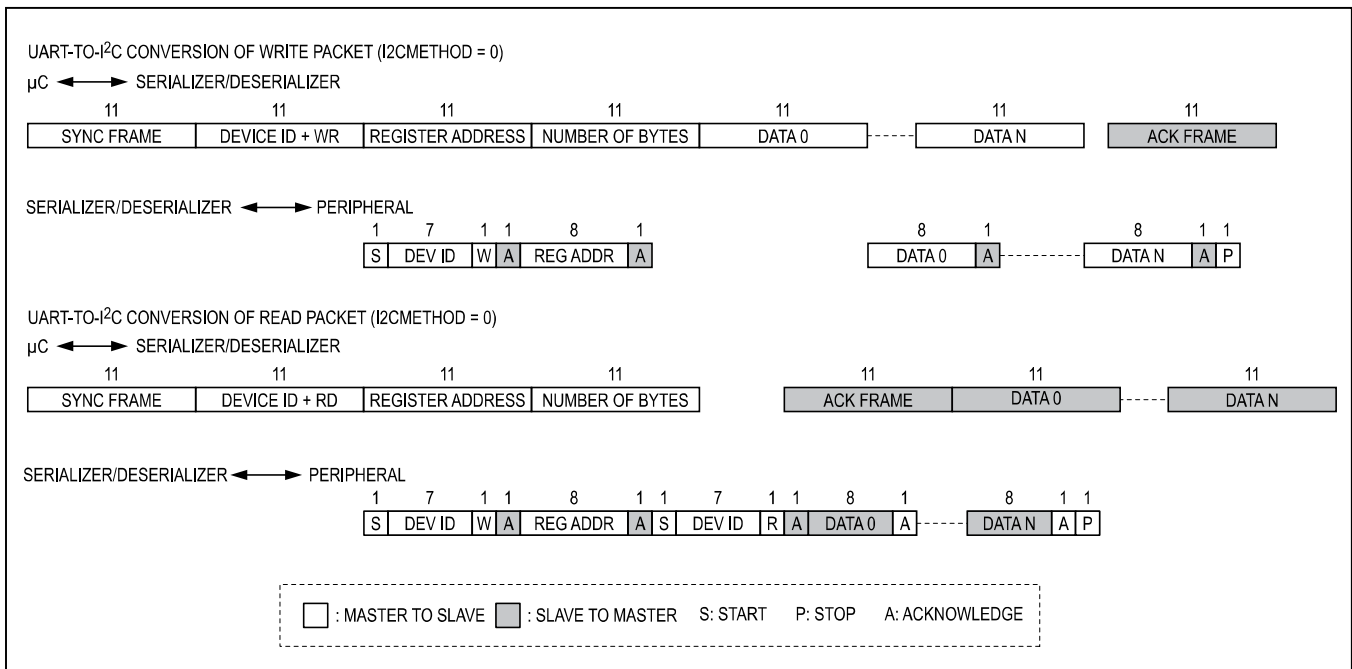 UART-TO-I²C CONVERSION OF WRITE PACKET (I2CMETHOD = 0)
µC SERIALIZER/DESERIALIZER
11 11 11 11 11 11 11
SYNC FRAME DEVICE ID + WR REGISTER ADDRESS NUMBER OF BYTES DATA 0 DATA N ACK FRAME
SERIALIZER/DESERIALIZER PERIPHERAL
1 7 1 1 8 1 8 1 8 1 1
S DEV ID W A REG ADDR A DATA 0 A DATA N A P
UART-TO-I²C CONVERSION OF READ PACKET (I2CMETHOD = 0)
µC SERIALIZER/DESERIALIZER
11 11 11 11 11 11 11
SYNC FRAME DEVICE ID + RD REGISTER ADDRESS NUMBER OF BYTES ACK FRAME DATA 0 DATA N
SERIALIZER/DESERIALIZER PERIPHERAL
1 7 1 1 8 1 1 7 1 1 8 1 8 1 1
S DEV ID W A REG ADDR A S DEV ID R A DATA 0 A DATA N A P
: MASTER TO SLAVE : SLAVE TO MASTER S: START P: STOP A: ACKNOWLEDGE